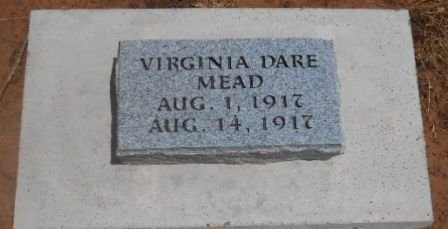 VIRGINIA DARE
MEAD
AUG. 1, 1917
AUG. 14, 1917